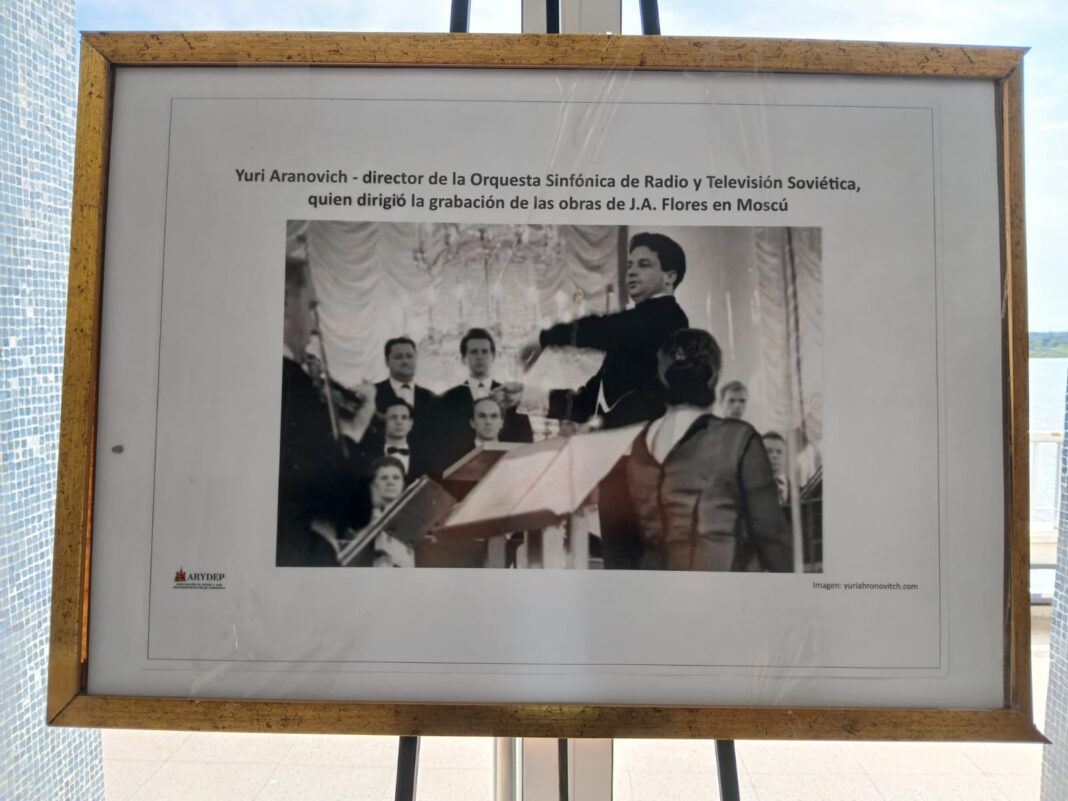 Yuri Aranovich - director de la Orquesta Sinfónica de Radio y Televisión Soviética,
quien dirigió la grabación de las obras de J.A. Flores en Moscú
ARYDEP
Imagen: yuriahronovitch.com